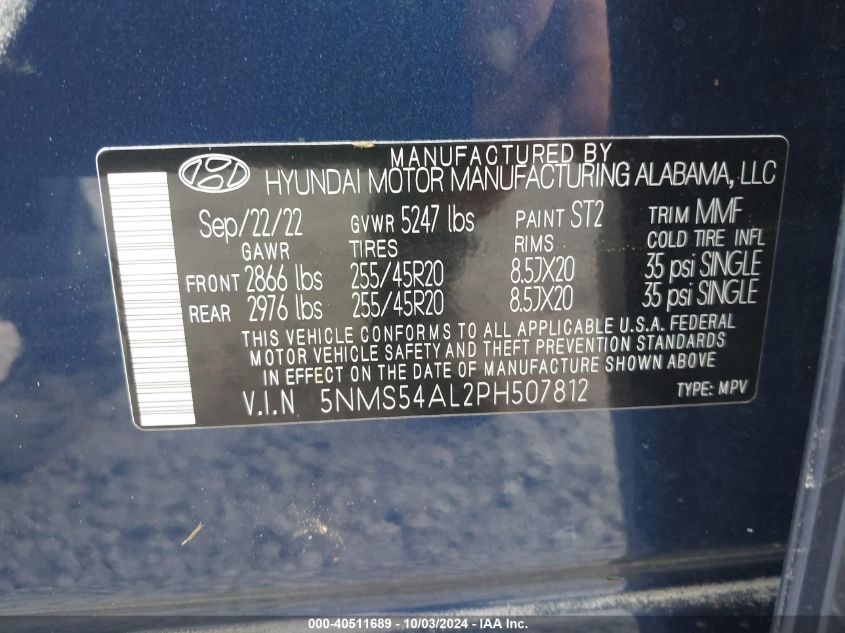 MANUFACTURED BY
HYUNDAI MOTOR MANUFACTURING ALABAMA, LLC
Sep/22/22 GVWR 5247 lbs PAINT ST2 TRIM MMF
GAWR TIRES RIMS COLD TIRE INFL
FRONT 2866 lbs 255/45R20 8.5JX20 35 psi SINGLE
REAR 2976 lbs 255/45R20 8.5JX20 35 psi SINGLE
THIS VEHICLE CONFORMS TO ALL APPLICABLE U.S.A. FEDERAL
MOTOR VEHICLE SAFETY AND THEFT PREVENTION STANDARDS
IN EFFECT ON THE DATE OF MANUFACTURE SHOWN ABOVE
V.I.N 5NMS54AL2PH507812 TYPE: MPV
000-40511689 - 10/03/2024 - IAA, Inc.